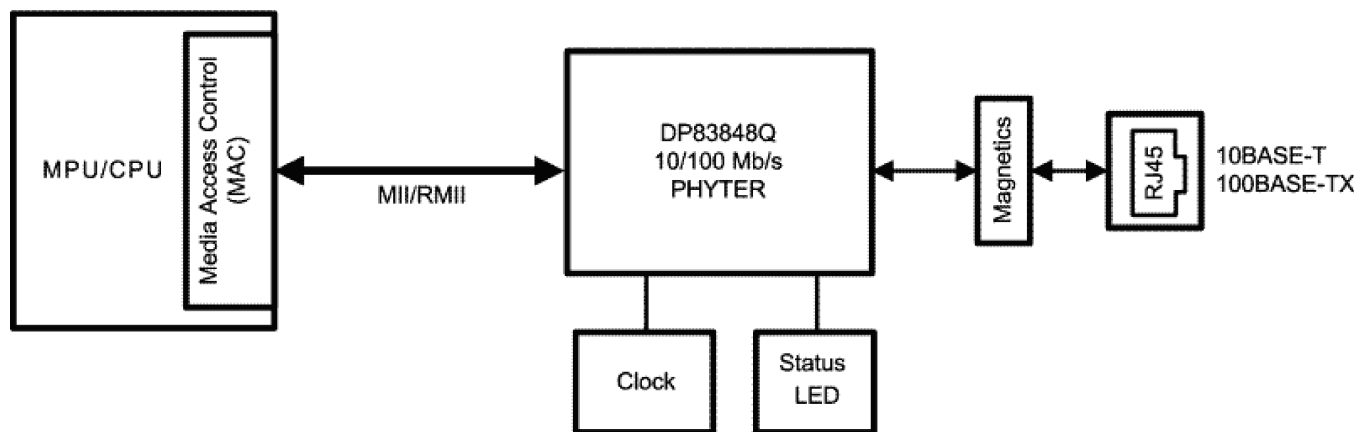 MPU/CPU
Media Access Control
(MAC)
MII/RMII
DP83848Q
10/100 Mb/s
PHYTER
Magnetics
RJ45
10BASE-T
100BASE-TX
Clock
Status
LED